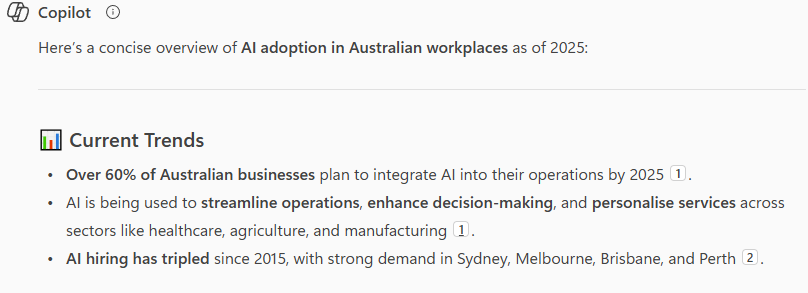 Copilot
Here’s a concise overview of AI adoption in Australian workplaces as of 2025:
Current Trends
• Over 60% of Australian businesses plan to integrate AI into their operations by 2025 1.
• AI is being used to streamline operations, enhance decision-making, and personalise services across
sectors like healthcare, agriculture, and manufacturing 1.
• AI hiring has tripled since 2015, with strong demand in Sydney, Melbourne, Brisbane, and Perth 2.